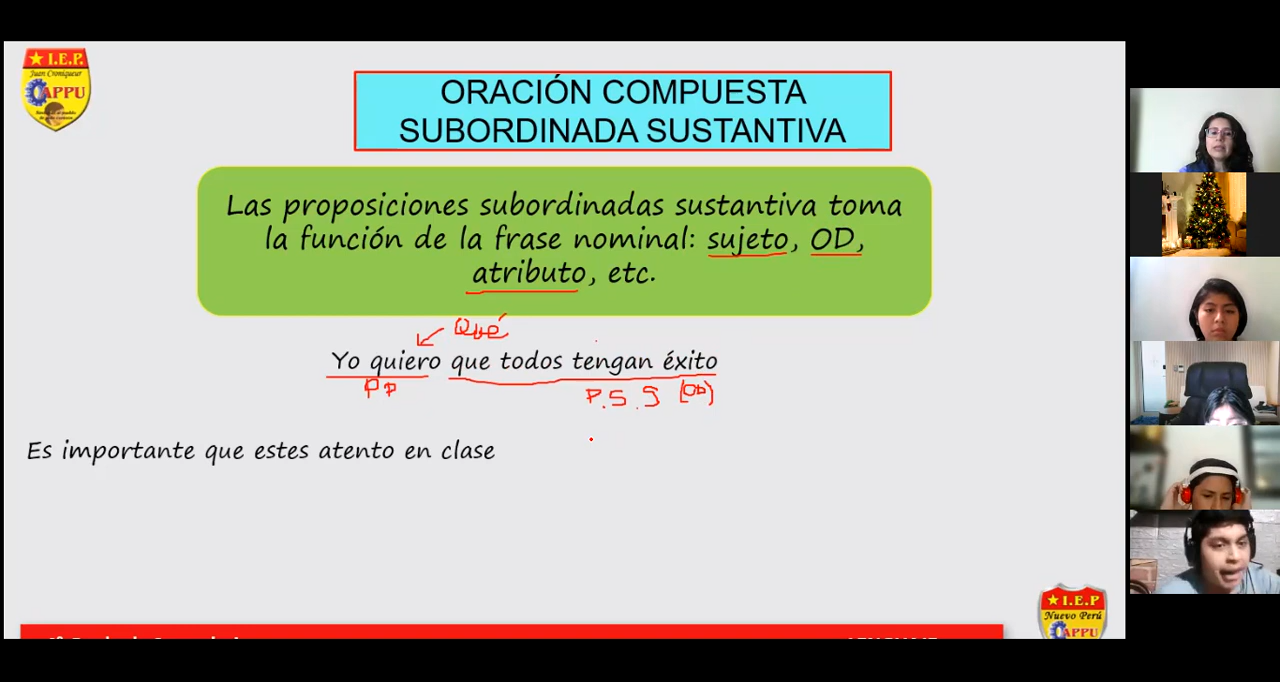 I.E.P.
Juan Croniqueur
APPU
ORACIÓN COMPUESTA
SUBORDINADA SUSTANTIVA
Las proposiciones subordinadas sustantiva toma
la función de la frase nominal: sujeto, OD,
atributo, etc.
Qué
Yo quiero que todos tengan éxito
PP
P.S.S (OD)
Es importante que estes atento en clase
I.E.P
Nuevo Perú
APPU